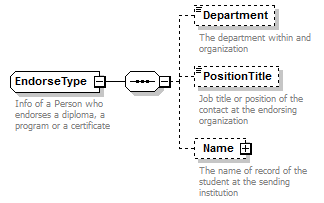 Department
The department within and
organization
EndorseType
Info of a Person who
endorses a diploma, a
program or a certificate
PositionTitle
Job title or position of the
contact at the endorsing
organization
Name
The name of record of the
student at the sending
institution